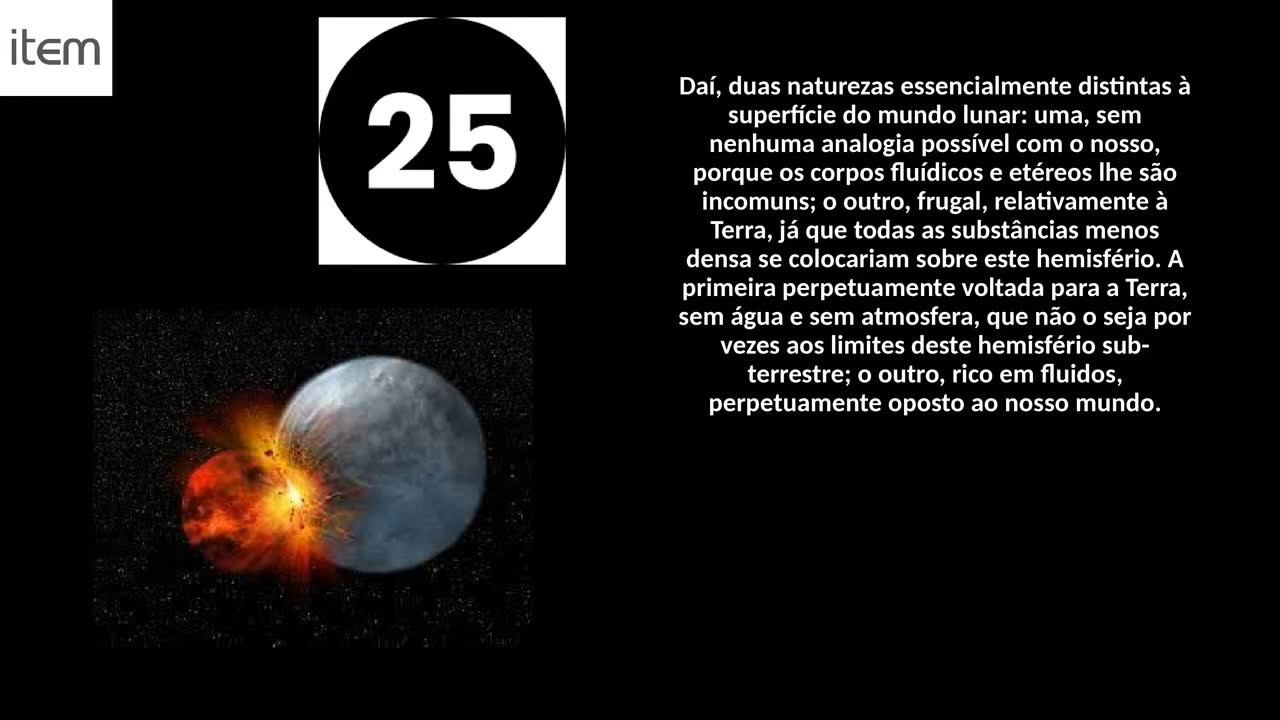 item
25
Daí, duas naturezas essencialmente distintas à
superfície do mundo lunar: uma, sem
nenhuma analogia possível com o nosso,
porque os corpos fluídicos e etéreos lhe são
incomuns; o outro, frugal, relativamente à
Terra, já que todas as substâncias menos
densa se colocariam sobre este hemisfério. A
primeira perpetuamente voltada para a Terra,
sem água e sem atmosfera, que não o seja por
vezes aos limites deste hemisfério sub-
terrestre; o outro, rico em fluidos,
perpetuamente oposto ao nosso mundo.